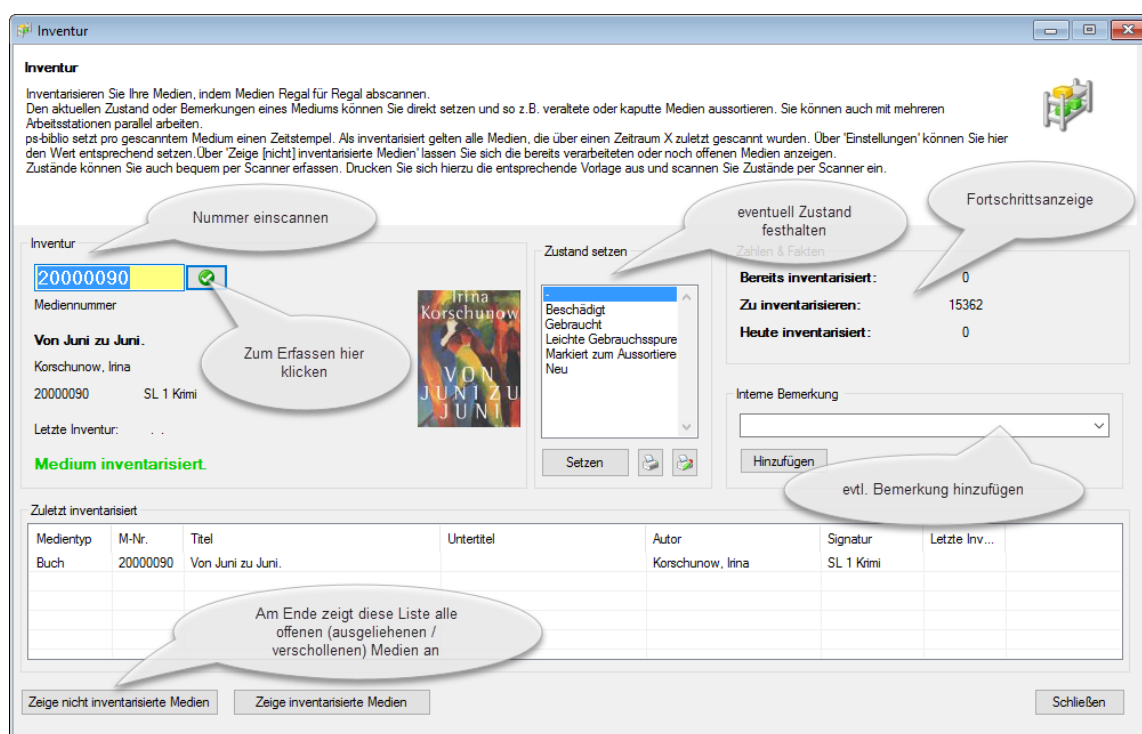 Inventur
Inventur
Inventarisieren Sie Ihre Medien, indem Medien Regal für Regal abscannen.
Den aktuellen Zustand oder Bemerkungen eines Mediums können Sie direkt setzen und so z.B. veraltete oder kaputte Medien aussortieren. Sie können auch mit mehreren
Arbeitsstationen parallel arbeiten.
ps-biblio setzt pro gescanntem Medium einen Zeitstempel. Als inventarisiert gelten alle Medien, die über einen Zeitraum X zuletzt gescannt wurden. Über 'Einstellungen' können Sie hier
den Wert entsprechend setzen.Über 'Zeige [nicht] inventarisierte Medien' lassen Sie sich die bereits verarbeiteten oder noch offenen Medien anzeigen.
Zustände können Sie auch bequem per Scanner erfassen. Drucken Sie sich hierzu die entsprechende Vorlage aus und scannen Sie Zustände per Scanner ein.
Nummer einscannen
eventuell Zustand
festhalten
Fortschrittsanzeige
Inventur
20000090
Mediennummer
Von Juni zu Juni.
Korschunow, Irina
20000090 SL 1 Krimi
Letzte Inventur: . .
Medium inventarisiert.
Zum Erfassen hier
klicken
Irina
Korschunow
VON
JUNI ZU
JUNI
Zustand setzen
-
Beschädigt
Gebraucht
Leichte Gebrauchsspure
Markiert zum Aussortiere
Neu
Setzen
Zahlen & Fakten
Bereits inventarisiert: 0
Zu inventarisieren: 15362
Heute inventarisiert: 0
Interne Bemerkung
Hinzufügen
evtl. Bemerkung hinzufügen
Zuletzt inventarisiert
Medientyp M-Nr. Titel Untertitel Autor Signatur Letzte Inv...
Buch 20000090 Von Juni zu Juni. Korschunow, Irina SL 1 Krimi
Am Ende zeigt diese Liste alle
offenen (ausgeliehenen /
verschollenen) Medien an
Zeige nicht inventarisierte Medien Zeige inventarisierte Medien Schließen